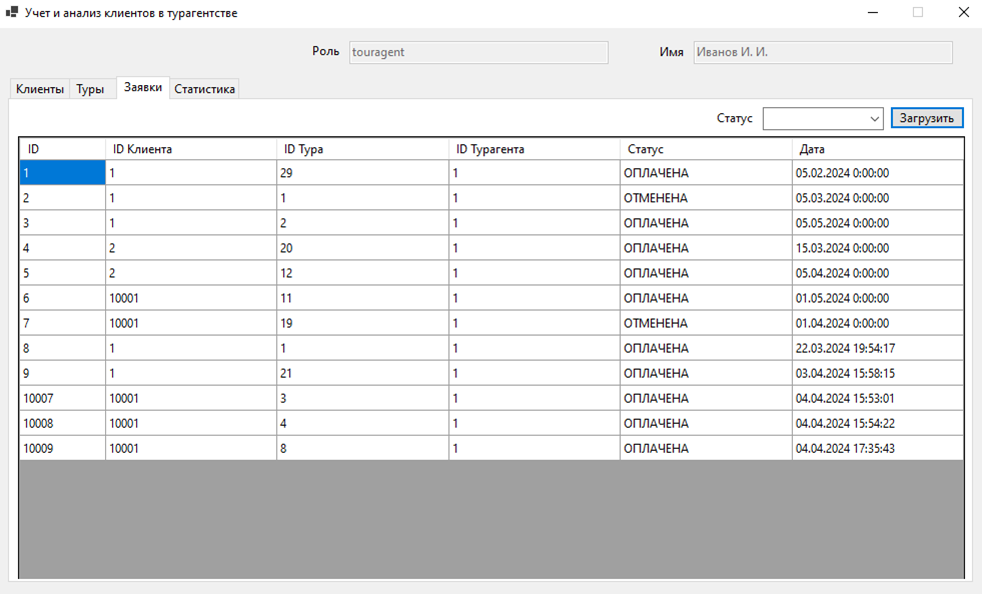 Учет и анализ клиентов в турагентстве
Роль touragent Имя Иванов И. И.
Клиенты Туры Заявки Статистика
Статус Загрузить
ID ID Клиента ID Тура ID Турагента Статус Дата
1 1 29 1 ОПЛАЧЕНА 05.02.2024 0:00:00
2 1 1 1 ОТМЕНЕНА 05.03.2024 0:00:00
3 1 2 1 ОПЛАЧЕНА 05.05.2024 0:00:00
4 2 20 1 ОПЛАЧЕНА 15.03.2024 0:00:00
5 2 12 1 ОПЛАЧЕНА 05.04.2024 0:00:00
6 10001 11 1 ОПЛАЧЕНА 01.05.2024 0:00:00
7 10001 19 1 ОТМЕНЕНА 01.04.2024 0:00:00
8 1 1 1 ОПЛАЧЕНА 22.03.2024 19:54:17
9 1 21 1 ОПЛАЧЕНА 03.04.2024 15:58:15
10007 10001 3 1 ОПЛАЧЕНА 04.04.2024 15:53:01
10008 10001 4 1 ОПЛАЧЕНА 04.04.2024 15:54:22
10009 10001 8 1 ОПЛАЧЕНА 04.04.2024 17:35:43